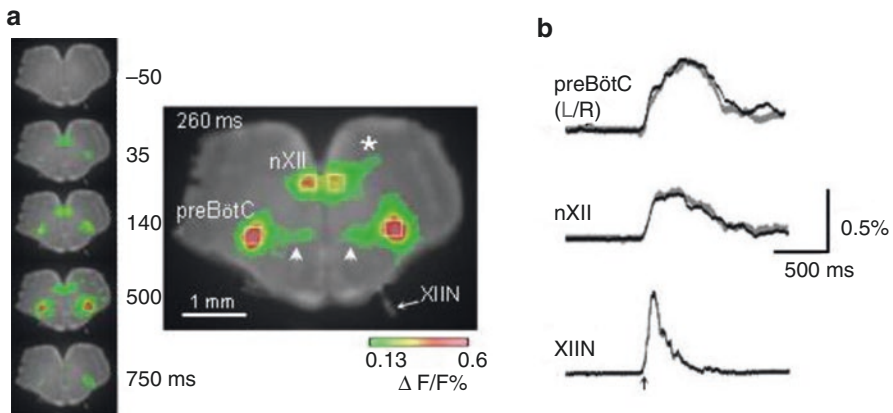 a
–50
35
140
500
750 ms
260 ms
nXII
*
preBötC
1 mm
XIIN
0.13 0.6
Δ F/F%
b
preBötC
(L/R)
nXII
0.5%
500 ms
XIIN